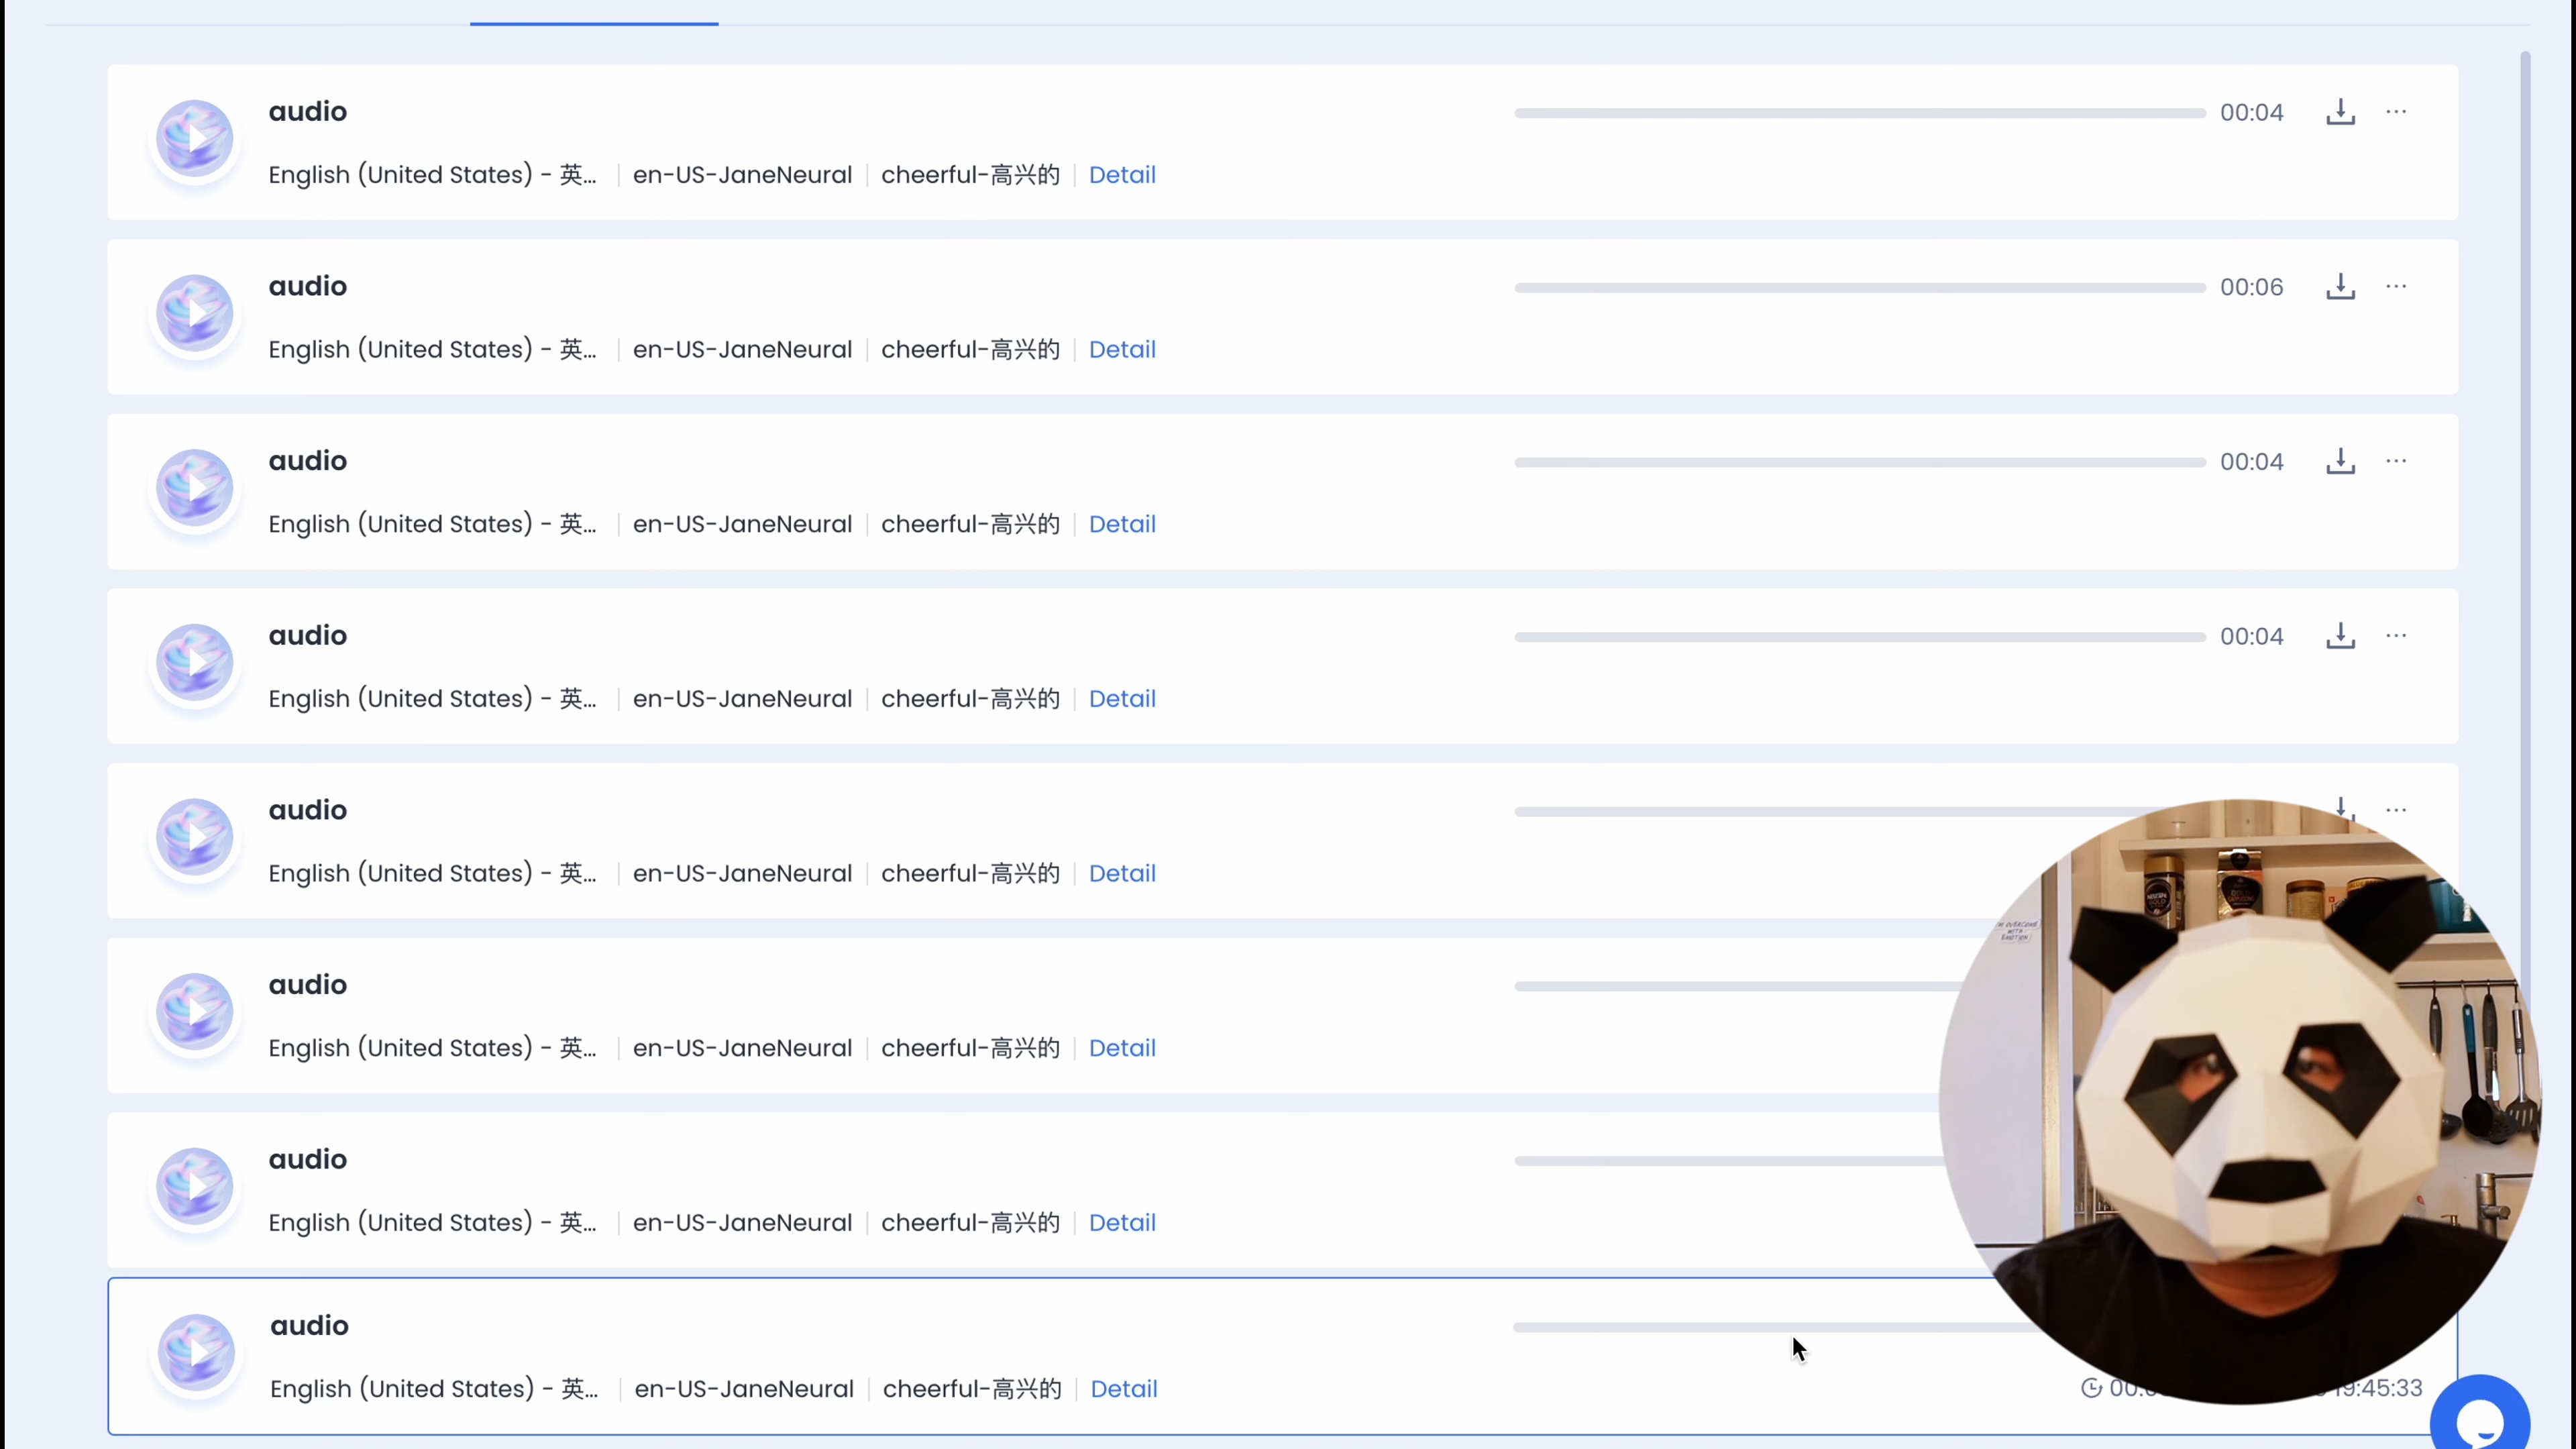 audio
00:04
English (United States) - 英... en-US-JaneNeural cheerful-高兴的 Detail
audio
00:06
English (United States) - 英... en-US-JaneNeural cheerful-高兴的 Detail
audio
00:04
English (United States) - 英... en-US-JaneNeural cheerful-高兴的 Detail
audio
00:04
English (United States) - 英... en-US-JaneNeural cheerful-高兴的 Detail
audio
English (United States) - 英... en-US-JaneNeural cheerful-高兴的 Detail
audio
English (United States) - 英... en-US-JaneNeural cheerful-高兴的 Detail
audio
English (United States) - 英... en-US-JaneNeural cheerful-高兴的 Detail
audio
English (United States) - 英... en-US-JaneNeural cheerful-高兴的 Detail